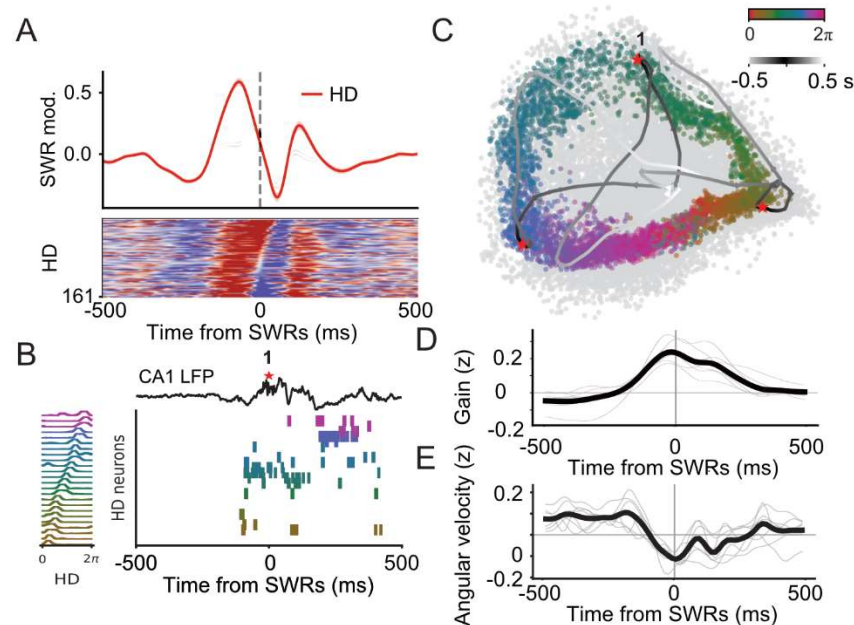 A
SWR mod.
0.5
0.0
HD
HD
161
-500
0
500
Time from SWRs (ms)
B
CA1 LFP
1
HD neurons
0
2π
HD
-500
0
500
Time from SWRs (ms)
C
1
0
2π
-0.5
0.5 s
D
Gain (z)
0.2
0
-0.2
-500
0
500
Time from SWRs (ms)
E
Angular velocity (z)
0.2
0
-0.2
-500
0
500
Time from SWRs (ms)